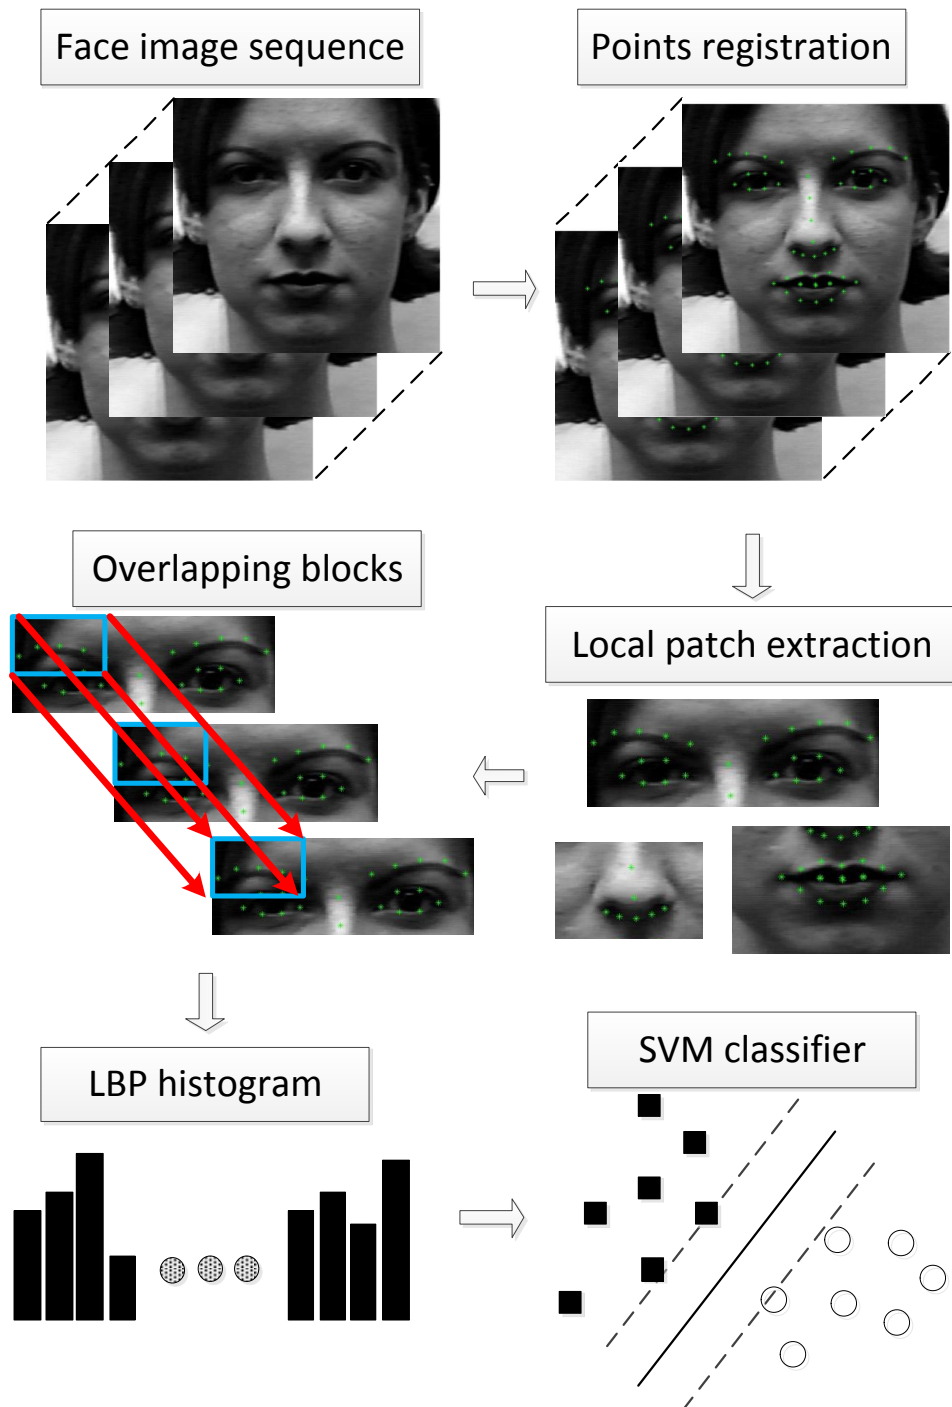 Face image sequence
Points registration
Overlapping blocks
Local patch extraction
LBP histogram
SVM classifier